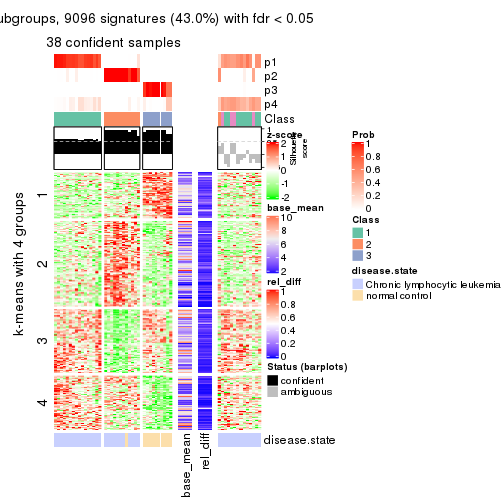 ubgroups, 9096 signatures (43.0%) with fdr < 0.05
38 confident samples
p1
p2
p3
p4
Class
z-score
2
1
0
-1
-2
Silhouette
score
1
0
base_mean
10
8
6
4
2
rel_diff
1
0.8
0.6
0.4
0.2
0
Status (barplots)
confident
ambiguous
Prob
1
0.8
0.6
0.4
0.2
0
Class
1
2
3
disease.state
Chronic lymphocytic leukemia
normal control
k-means with 4 groups
1
2
3
4
disease.state
base_mean
rel_diff